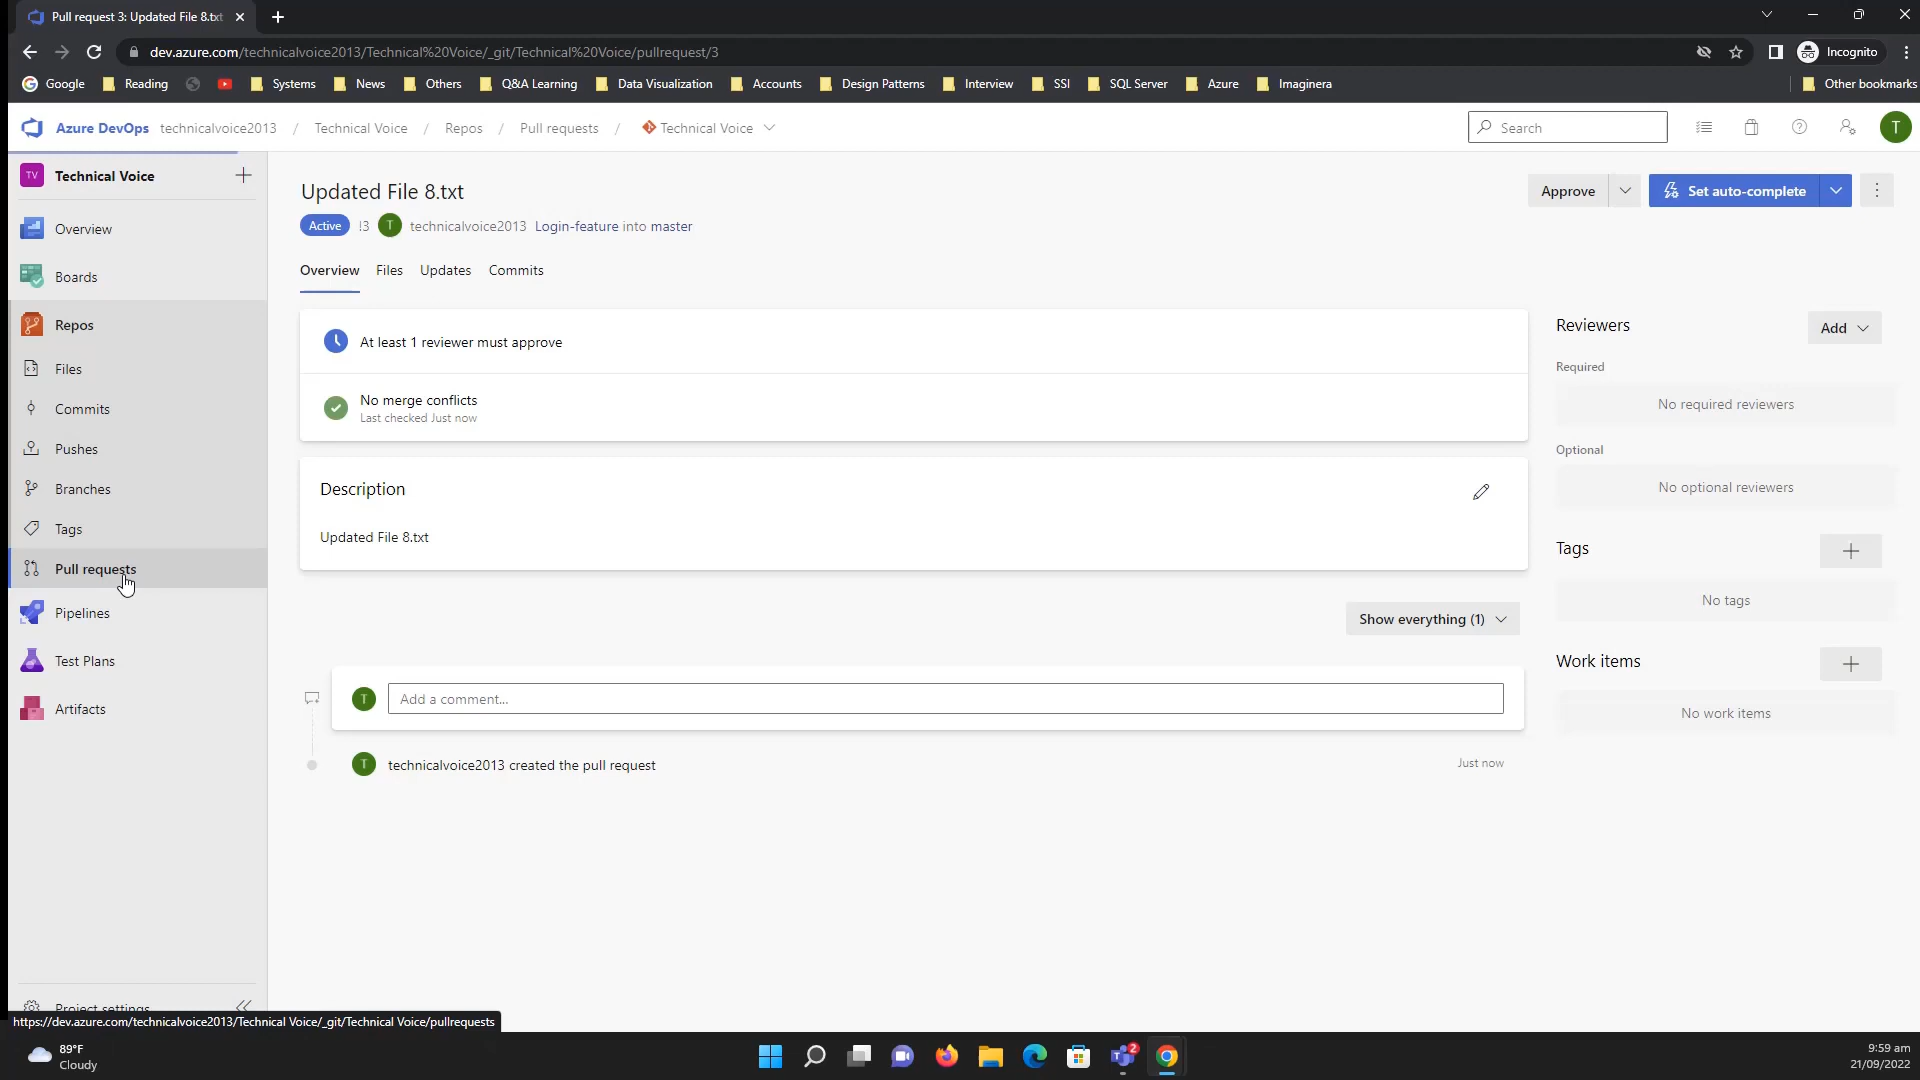 Pull request 3: Updated File 8.txt
dev.azure.com/technicalvoice2013/Technical%20Voice/_git/Technical%20Voice/pullrequest/3
Incognito
Google Reading Systems News Others Q&A Learning Data Visualization Accounts Design Patterns Interview SSI SQL Server Azure Imaginera Other bookmarks
Azure DevOps technicalvoice2013 / Technical Voice / Repos / Pull requests / Technical Voice
Search
T
TV Technical Voice
Overview
Boards
Repos
Files
Commits
Pushes
Branches
Tags
Pull requests
Pipelines
Test Plans
Artifacts
Project settings
Updated File 8.txt
Approve
Set auto-complete
Active !3 T technicalvoice2013 Login-feature into master
Overview Files Updates Commits
At least 1 reviewer must approve
No merge conflicts
Last checked Just now
Description
Updated File 8.txt
Show everything (1)
T Add a comment...
T technicalvoice2013 created the pull request Just now
Reviewers Add
Required
No required reviewers
Optional
No optional reviewers
Tags
No tags
Work items
No work items
https://dev.azure.com/technicalvoice2013/Technical Voice/_git/Technical Voice/pullrequests
89°F
Cloudy
2
9:59 am
21/09/2022